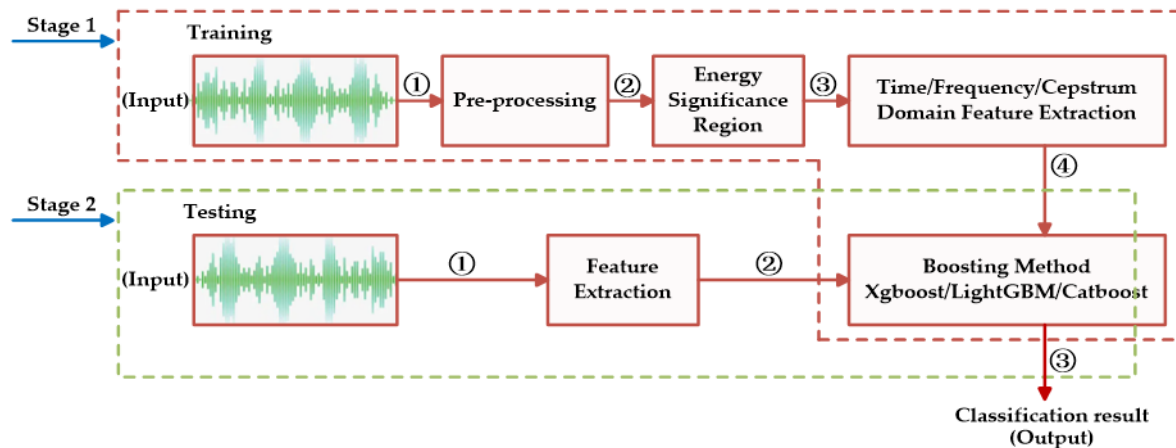 Stage 1
Training
(Input)
①
Pre-processing
②
Energy
Significance
Region
③
Time/Frequency/Cepstrum
Domain Feature Extraction
④
Stage 2
Testing
(Input)
①
Feature
Extraction
②
Boosting Method
Xgboost/LightGBM/Catboost
③
Classification result
(Output)